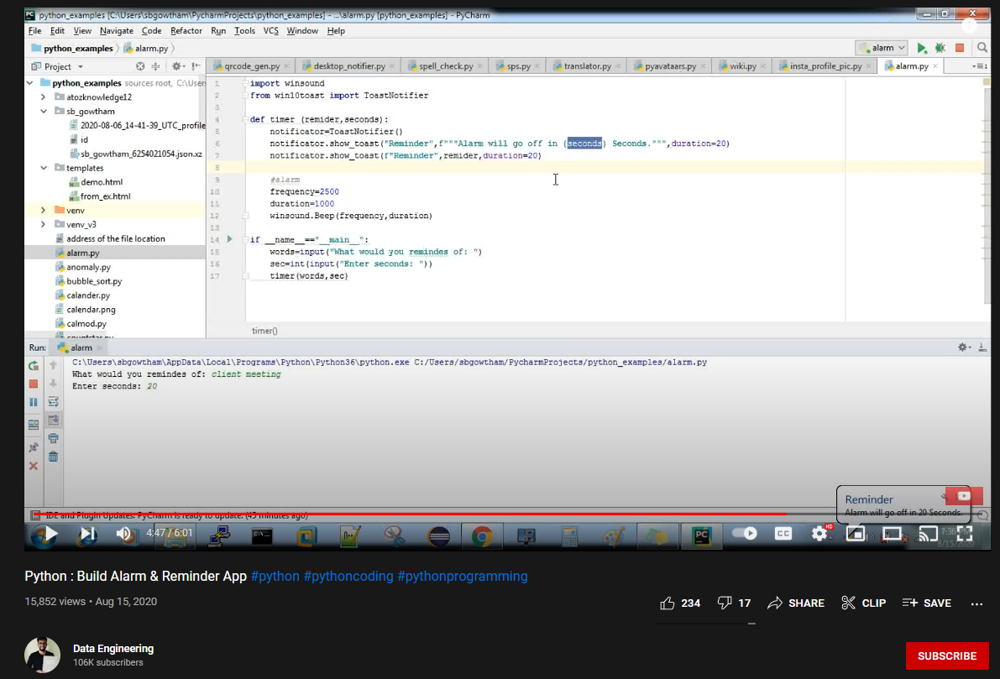 python_examples [C:\Users\sbgowtham\PycharmProjects\python_examples] - ...\alarm.py [python_examples] - PyCharm
File Edit View Navigate Code Refactor Run Tools VCS Window Help
python_examples alarm.py alarm
Project qrcode_gen.py desktop_notifier.py spell_check.py sps.py translator.py pyavataars.py wiki.py insta_profile_pic.py alarm.py
python_examples sources root, C:\User
atozknowledge12
sb_gowtham
2020-08-06_14-41-39_UTC_profile
id
sb_gowtham_6254021054.json.xz
templates
demo.html
from_ex.html
venv
venv_v3
address of the file location
alarm.py
anomaly.py
bubble_sort.py
calander.py
calendar.png
calmod.py
1 import winsound
2 from win10toast import ToastNotifier
3
4 def timer (remider,seconds):
5 notificator=ToastNotifier()
6 notificator.show_toast("Reminder",f"""Alarm will go off in {seconds} Seconds.""",duration=20)
7 notificator.show_toast(f"Reminder",remider,duration=20)
8
9 #alarm
10 frequency=2500
11 duration=1000
12 winsound.Beep(frequency,duration)
13
14 if __name__=="__main__":
15 words=input("What would you remindes of: ")
16 sec=int(input("Enter seconds: "))
17 timer(words,sec)
timer()
Run: alarm
C:\Users\sbgowtham\AppData\Local\Programs\Python\Python36\python.exe C:/Users/sbgowtham/PycharmProjects/python_examples/alarm.py
What would you remindes of: client meeting
Enter seconds: 20
Reminder
Alarm will go off in 20 Seconds.
IDE and Plugin Updates: PyCharm is ready to update. (45 minutes ago)
4:47 / 6:01 CC HD
8/15/2020
Python : Build Alarm & Reminder App #python #pythoncoding #pythonprogramming
15,852 views • Aug 15, 2020
234 17 SHARE CLIP SAVE ...
Data Engineering
106K subscribers
SUBSCRIBE